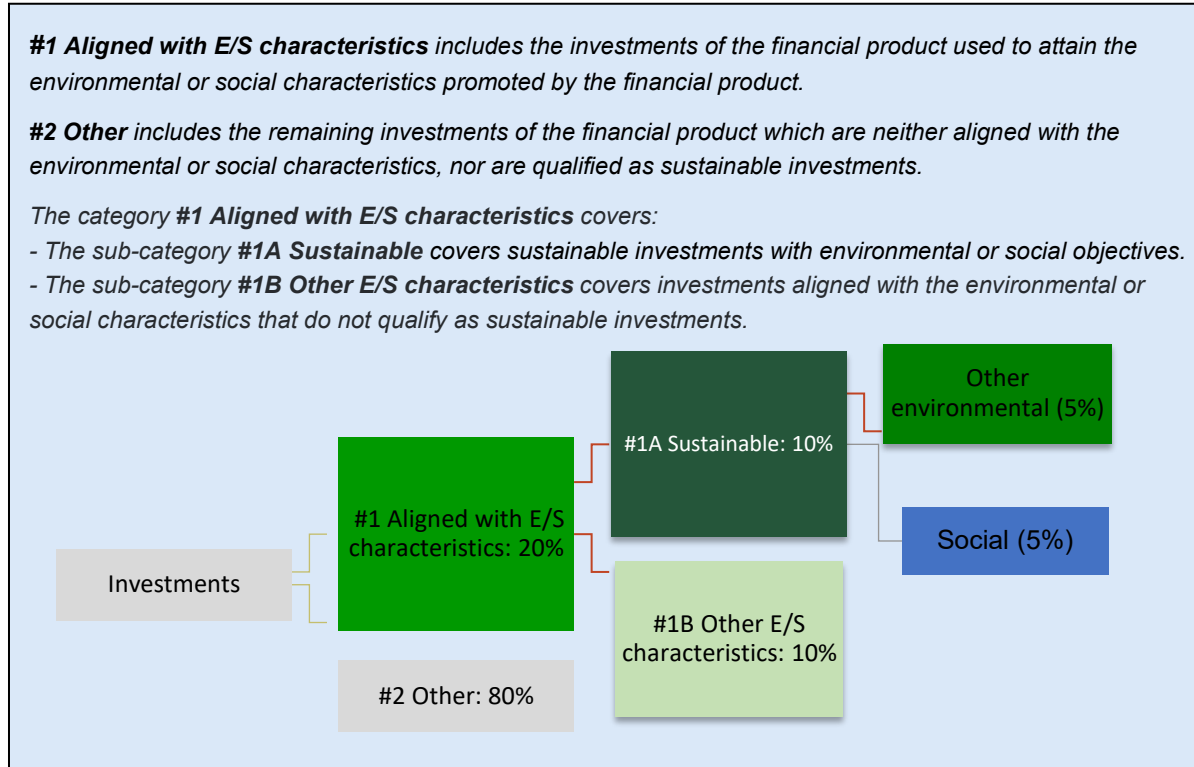 #1 Aligned with E/S characteristics includes the investments of the financial product used to attain the
environmental or social characteristics promoted by the financial product.
#2 Other includes the remaining investments of the financial product which are neither aligned with the
environmental or social characteristics, nor are qualified as sustainable investments.
The category #1 Aligned with E/S characteristics covers:
- The sub-category #1A Sustainable covers sustainable investments with environmental or social objectives.
- The sub-category #1B Other E/S characteristics covers investments aligned with the environmental or
social characteristics that do not qualify as sustainable investments.
Investments
#1 Aligned with E/S
characteristics: 20%
#2 Other: 80%
#1A Sustainable: 10%
#1B Other E/S
characteristics: 10%
Other
environmental (5%)
Social (5%)